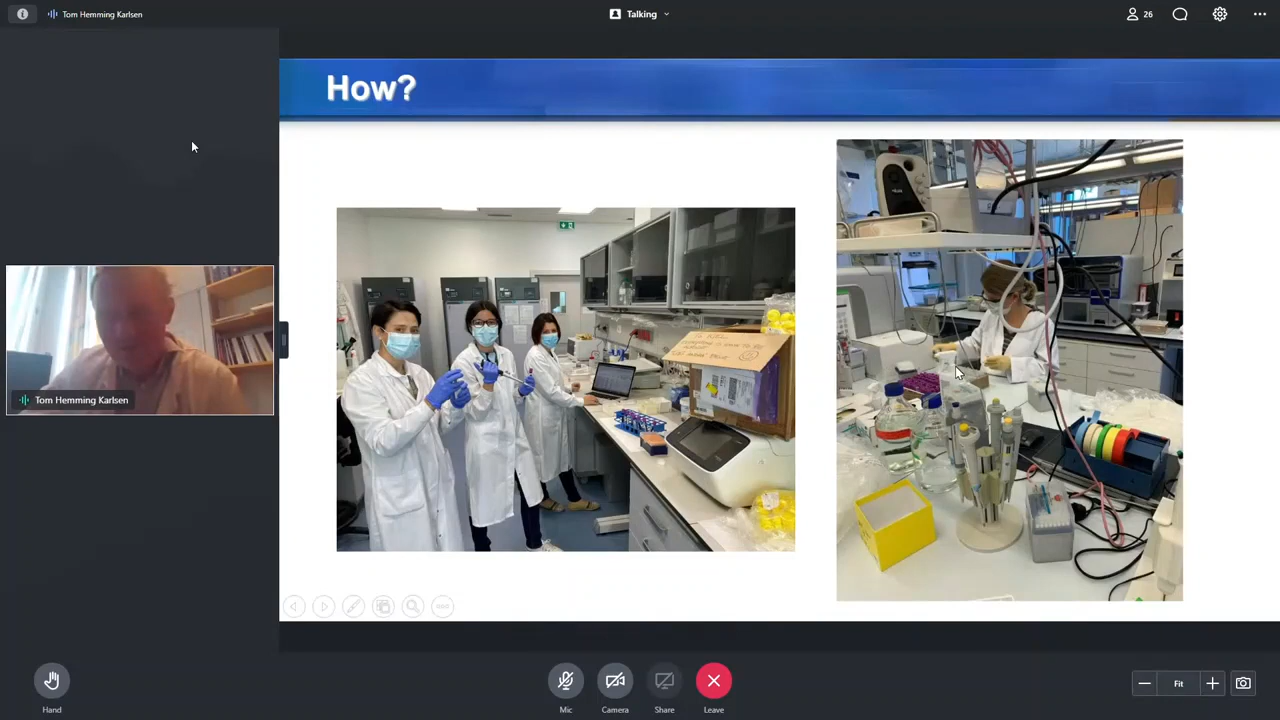 Tom Hemming Karlsen
Talking
26
How?
Tom Hemming Karlsen
Hand
Mic
Camera
Share
Leave
Fit